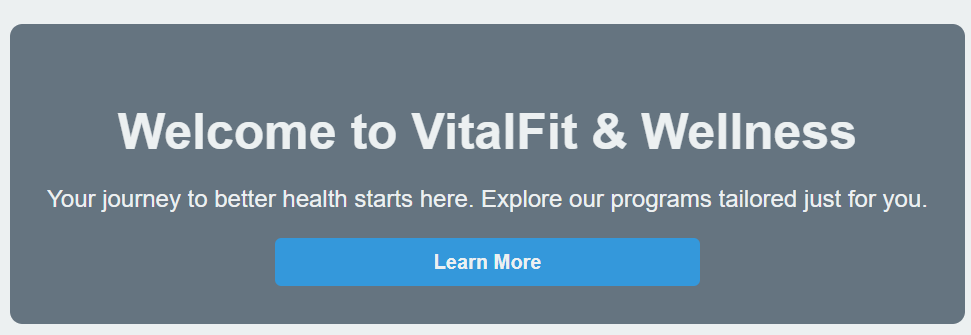 Welcome to VitalFit & Wellness
Your journey to better health starts here. Explore our programs tailored just for you.
Learn More